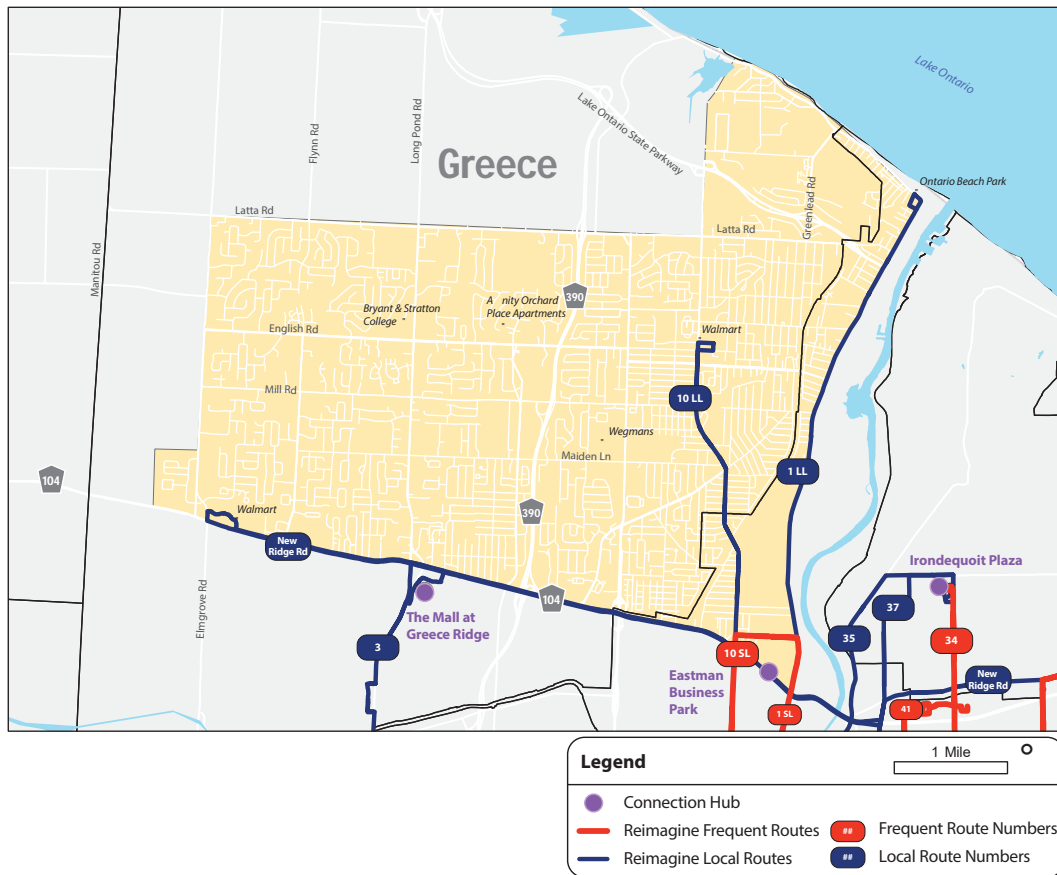 Lake Ontario
Lake Ontario State Parkway
Manitou Rd
Flynn Rd
Long Pond Rd
Greece
Greenlead Rd
Ontario Beach Park
Latta Rd
Latta Rd
390
Bryant & Stratton
College
A nity Orchard
Place Apartments
English Rd
Walmart
Mill Rd
10 LL
Wegmans
Maiden Ln
1 LL
104
Walmart
390
New
Ridge Rd
104
Elmgrove Rd
The Mall at
Greece Ridge
3
Irondequoit Plaza
37
35
34
10 SL
Eastman
Business
Park
New
Ridge Rd
1 SL
41
Legend
1 Mile
Connection Hub
Reimagine Frequent Routes
## Frequent Route Numbers
Reimagine Local Routes
## Local Route Numbers